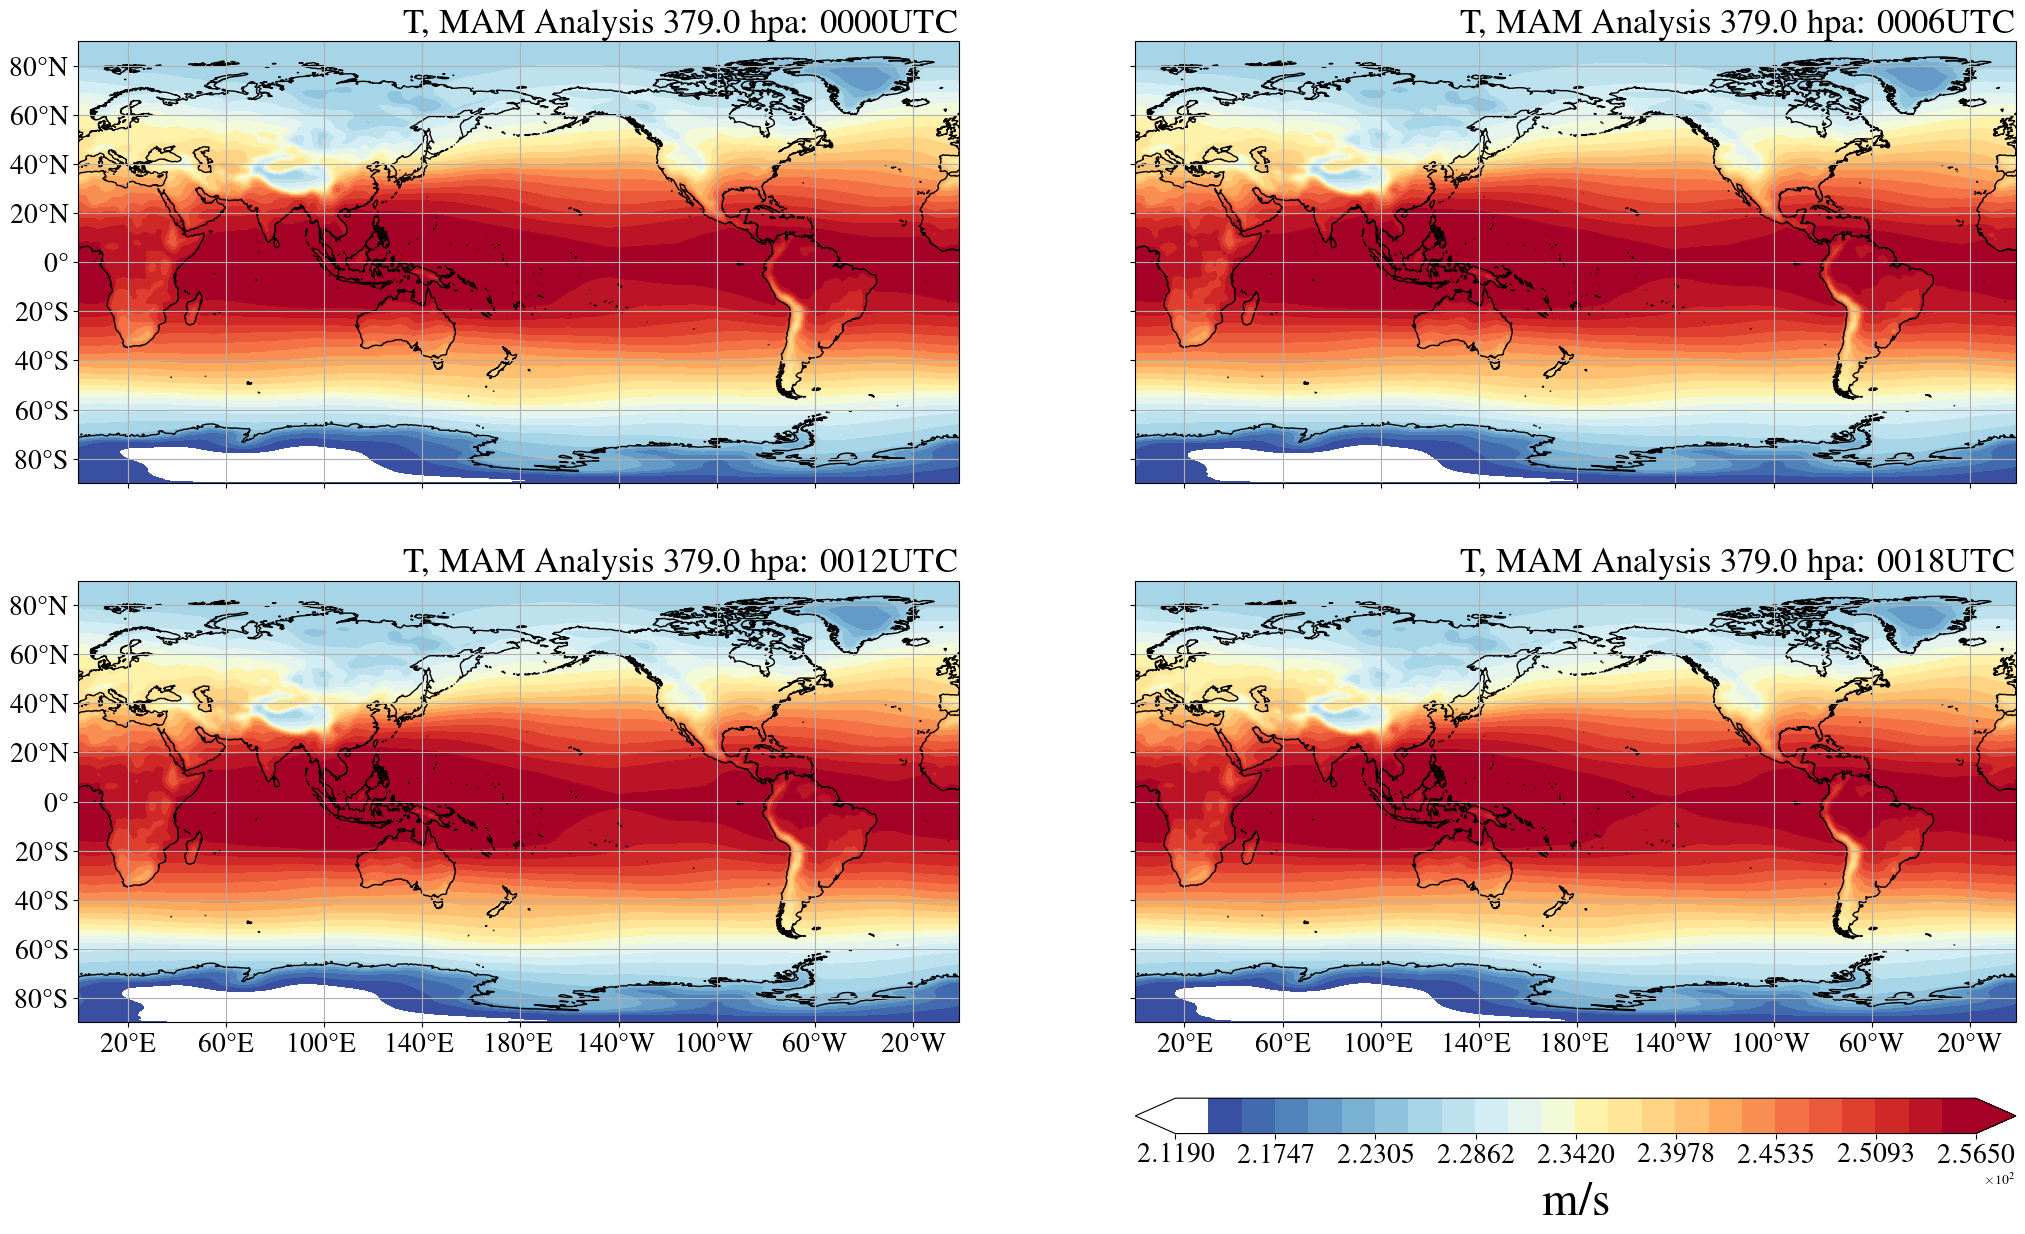 T, MAM Analysis 379.0 hpa: 0000UTC
T, MAM Analysis 379.0 hpa: 0006UTC
80°N
60°N
40°N
20°N
0°
20°S
40°S
60°S
80°S
T, MAM Analysis 379.0 hpa: 0012UTC
T, MAM Analysis 379.0 hpa: 0018UTC
80°N
60°N
40°N
20°N
0°
20°S
40°S
60°S
80°S
20°E 60°E 100°E 140°E 180°E 140°W 100°W 60°W 20°W
20°E 60°E 100°E 140°E 180°E 140°W 100°W 60°W 20°W
2.1190 2.1747 2.2305 2.2862 2.3420 2.3978 2.4535 2.5093 2.5650
×10²
m/s